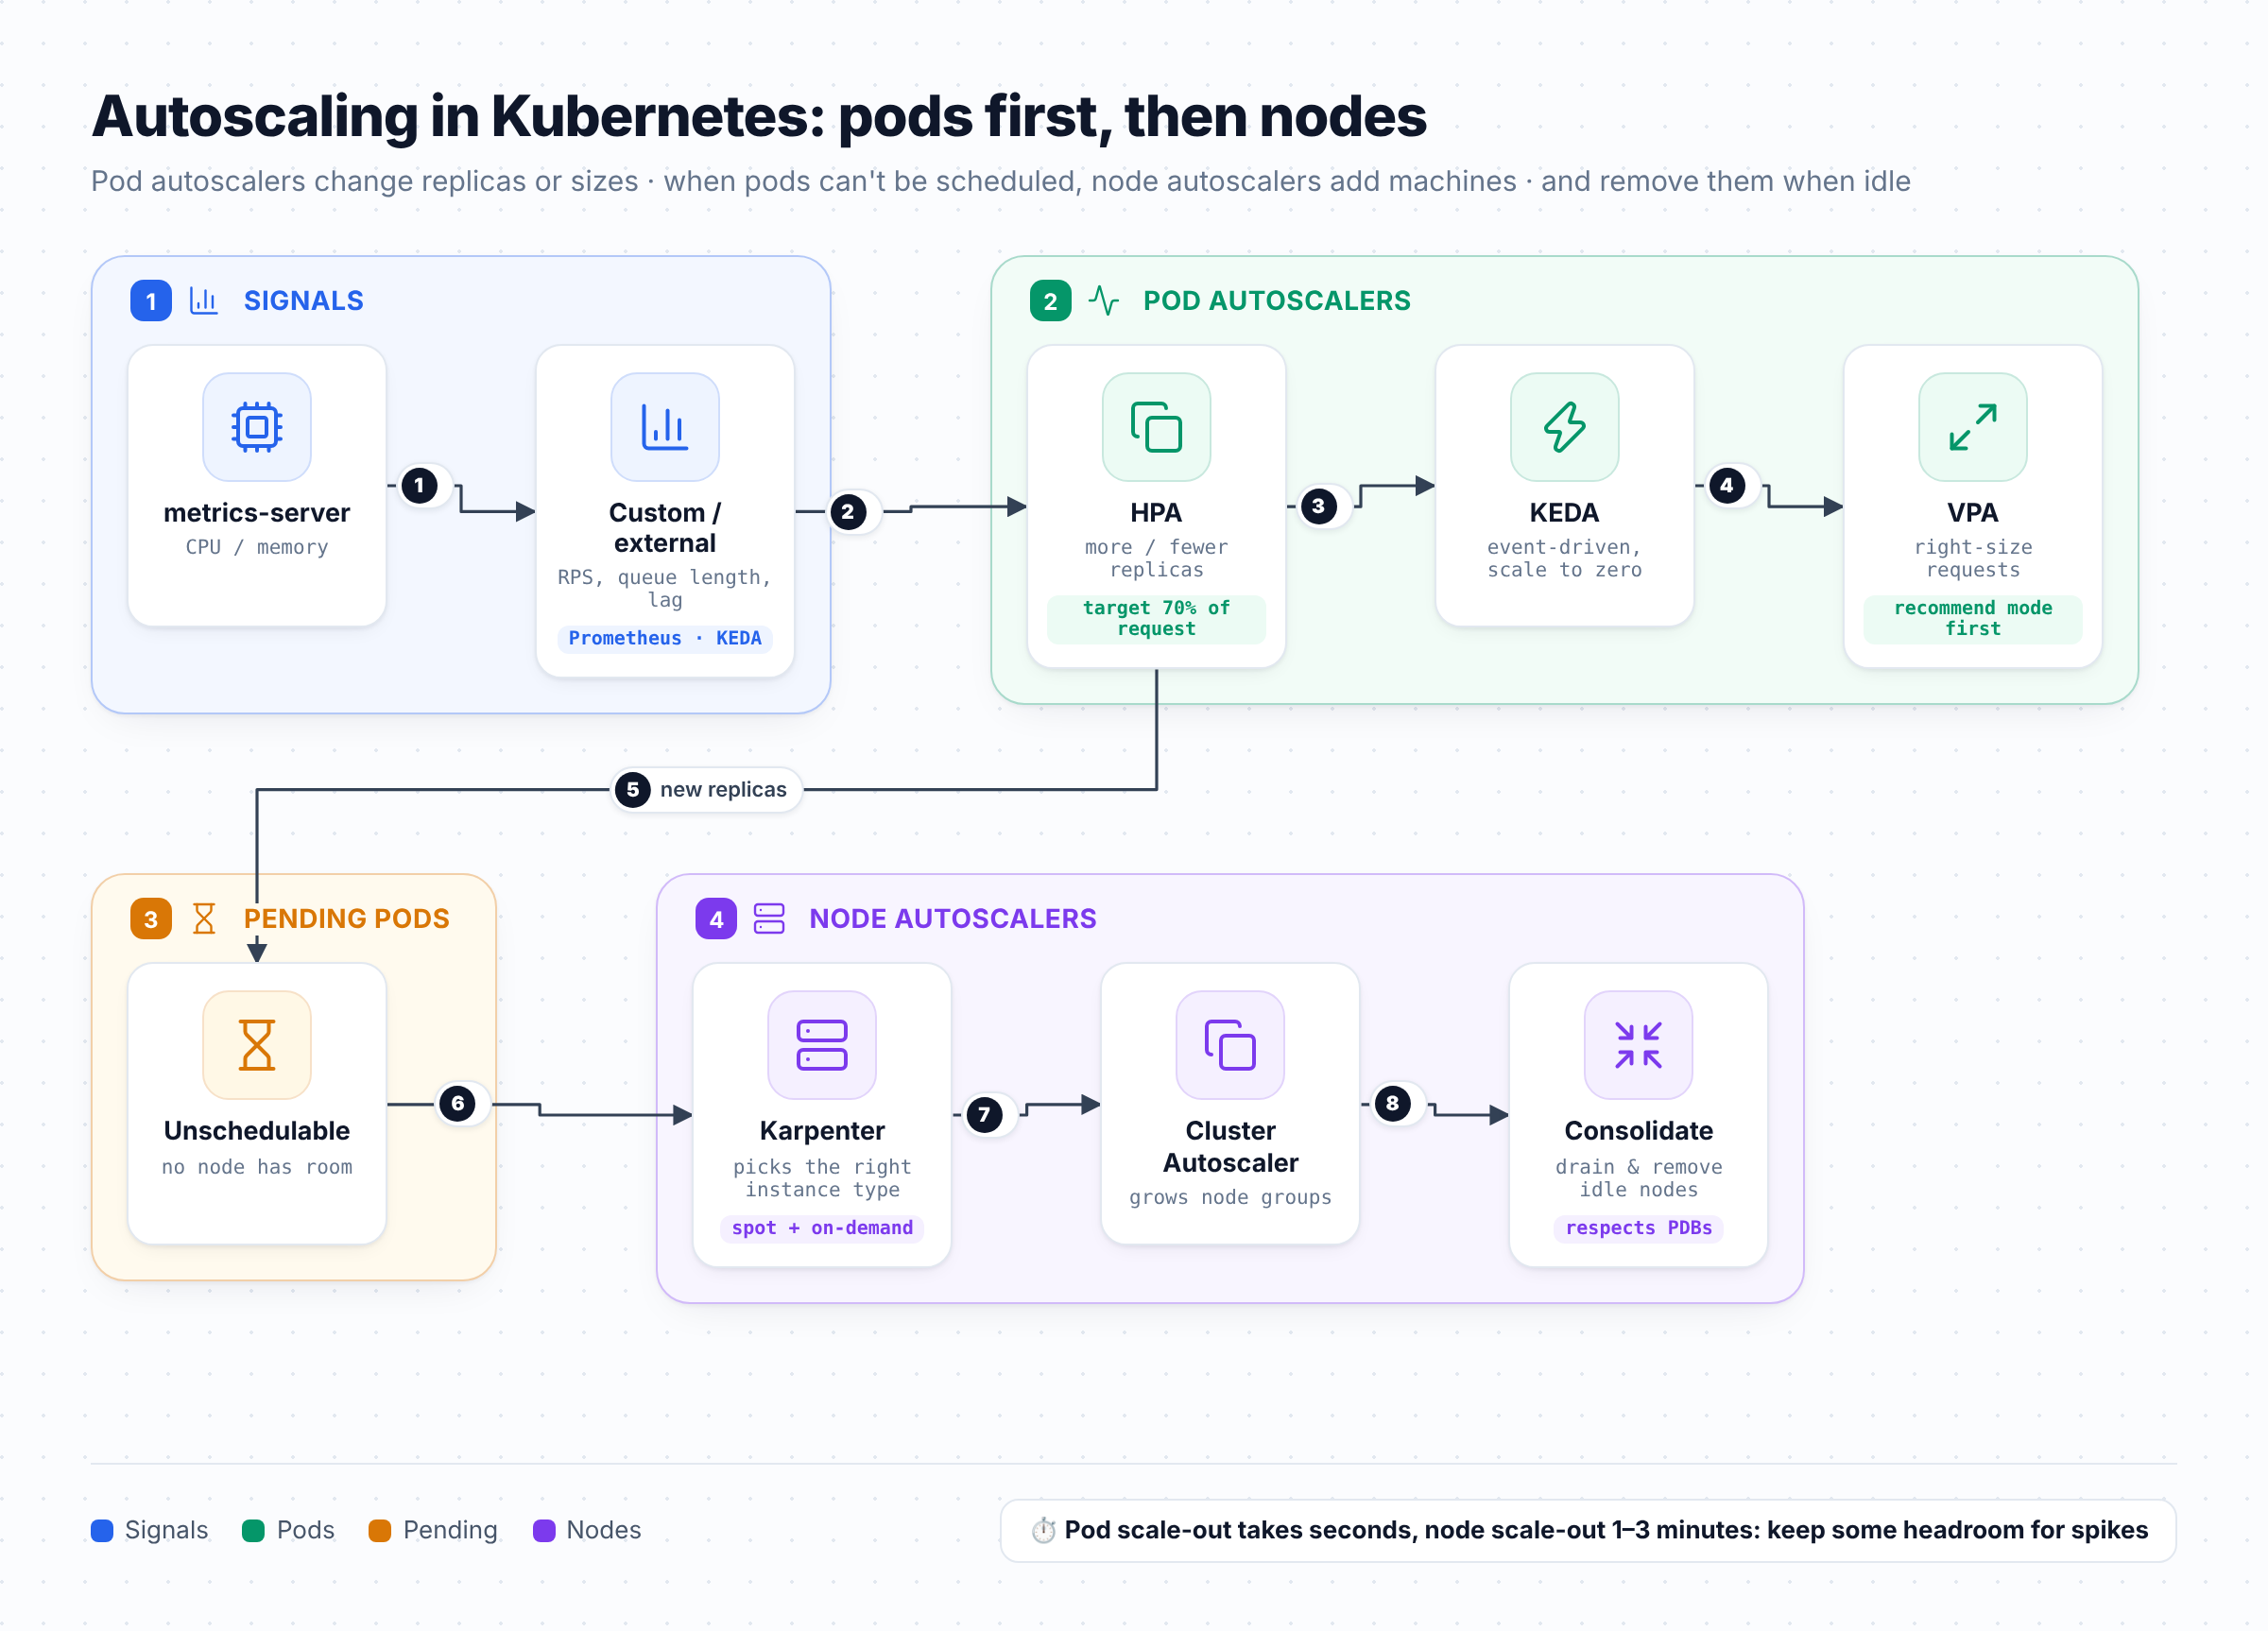 Autoscaling in Kubernetes: pods first, then nodes
Pod autoscalers change replicas or sizes · when pods can't be scheduled, node autoscalers add machines · and remove them when idle
1 SIGNALS
metrics-server
CPU / memory
1
Custom /
external
RPS, queue length,
lag
Prometheus · KEDA
2
2 POD AUTOSCALERS
HPA
more / fewer
replicas
target 70% of
request
3
KEDA
event-driven,
scale to zero
4
VPA
right-size
requests
recommend mode
first
5 new replicas
3 PENDING PODS
Unschedulable
no node has room
6
4 NODE AUTOSCALERS
Karpenter
picks the right
instance type
spot + on-demand
7
Cluster
Autoscaler
grows node groups
8
Consolidate
drain & remove
idle nodes
respects PDBs
Signals
Pods
Pending
Nodes
⏱️ Pod scale-out takes seconds, node scale-out 1–3 minutes: keep some headroom for spikes